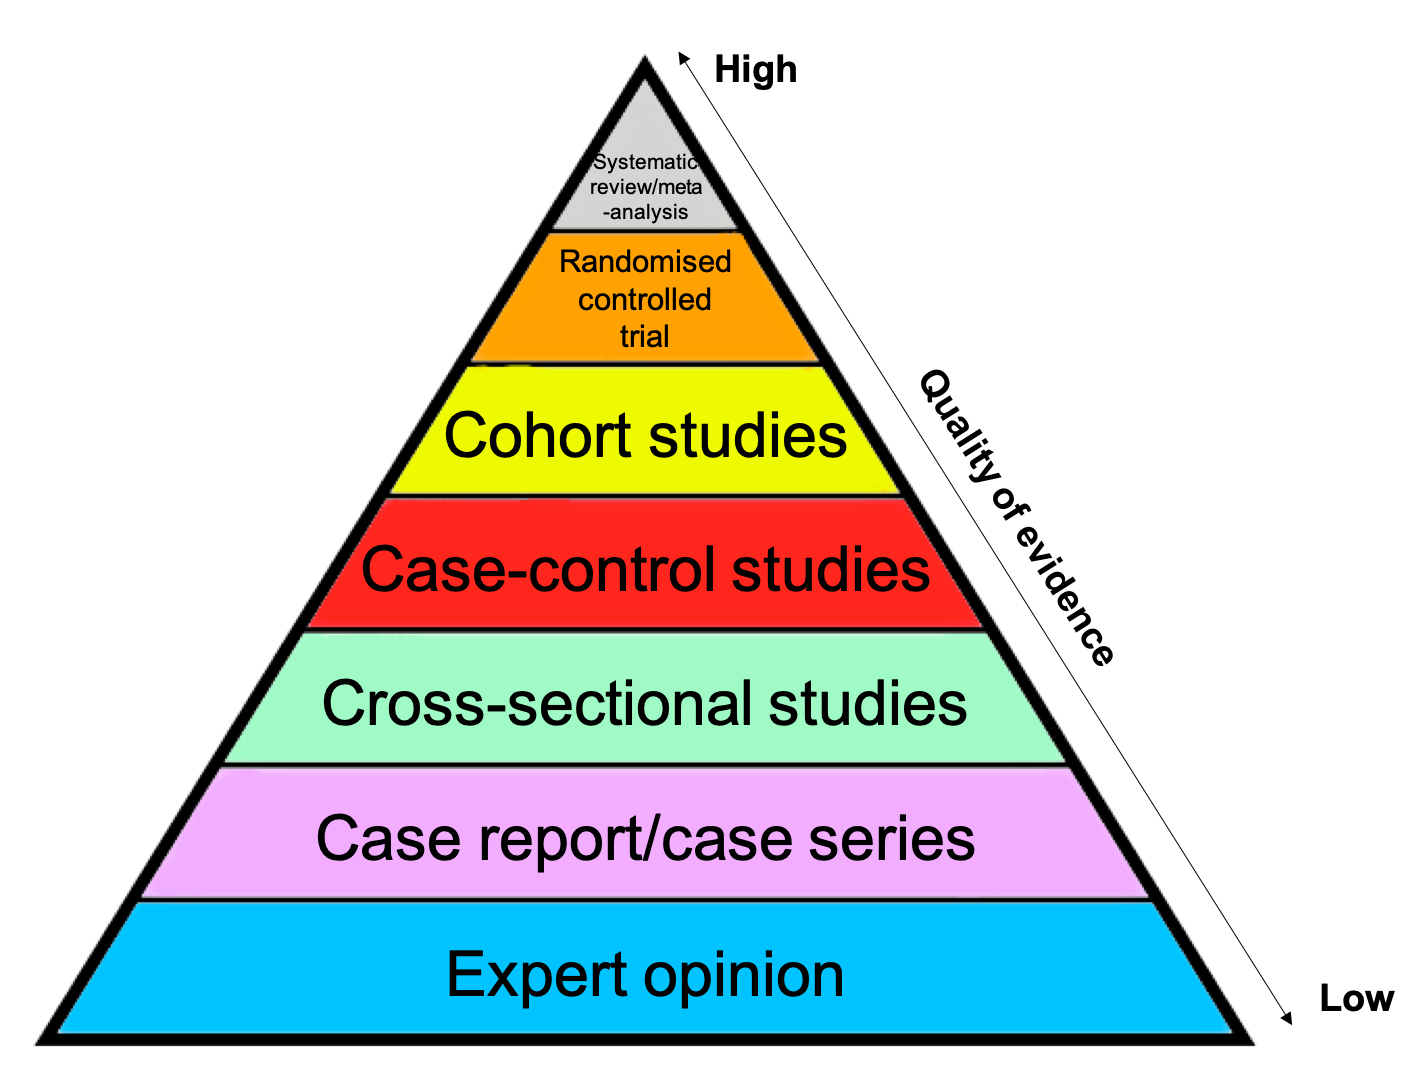 High
Systematic
review/meta
-analysis
Randomised
controlled
trial
Cohort studies
Quality of evidence
Case-control studies
Cross-sectional studies
Case report/case series
Expert opinion
Low